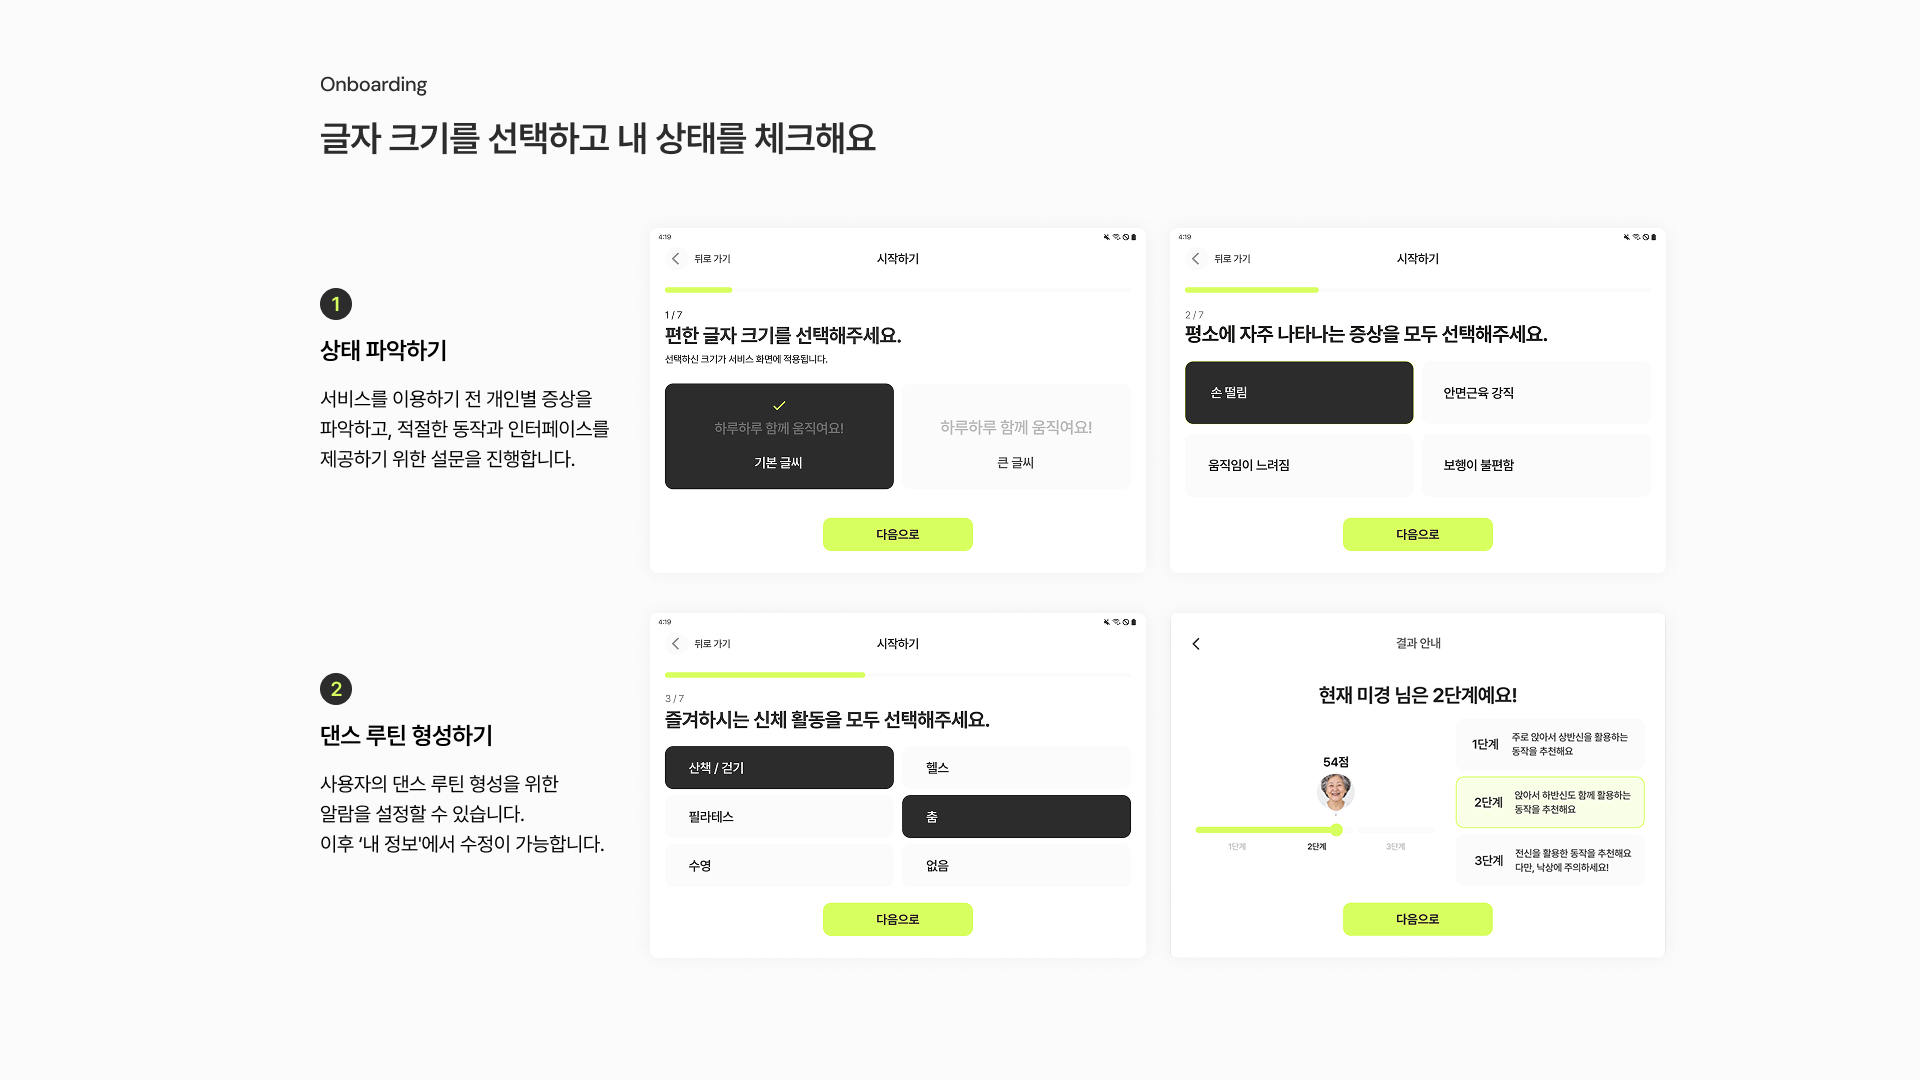 Onboarding
글자 크기를 선택하고 내 상태를 체크해요
1
상태 파악하기
서비스를 이용하기 전 개인별 증상을
파악하고, 적절한 동작과 인터페이스를
제공하기 위한 설문을 진행합니다.
4:19
뒤로 가기
시작하기
1 / 7
편한 글자 크기를 선택해주세요.
선택하신 크기가 서비스 화면에 적용됩니다.
하루하루 함께 움직여요!
기본 글씨
하루하루 함께 움직여요!
큰 글씨
다음으로
4:19
뒤로 가기
시작하기
2 / 7
평소에 자주 나타나는 증상을 모두 선택해주세요.
손 떨림
안면근육 강직
움직임이 느려짐
보행이 불편함
다음으로
2
댄스 루틴 형성하기
사용자의 댄스 루틴 형성을 위한
알람을 설정할 수 있습니다.
이후 ‘내 정보'에서 수정이 가능합니다.
4:19
뒤로 가기
시작하기
3 / 7
즐겨하시는 신체 활동을 모두 선택해주세요.
산책 / 걷기
헬스
필라테스
춤
수영
없음
다음으로
결과 안내
현재 미경 님은 2단계예요!
54점
1단계
2단계
3단계
1단계
주로 앉아서 상반신을 활용하는
동작을 추천해요
2단계
앉아서 하반신도 함께 활용하는
동작을 추천해요
3단계
전신을 활용한 동작을 추천해요
다만, 낙상에 주의하세요!
다음으로